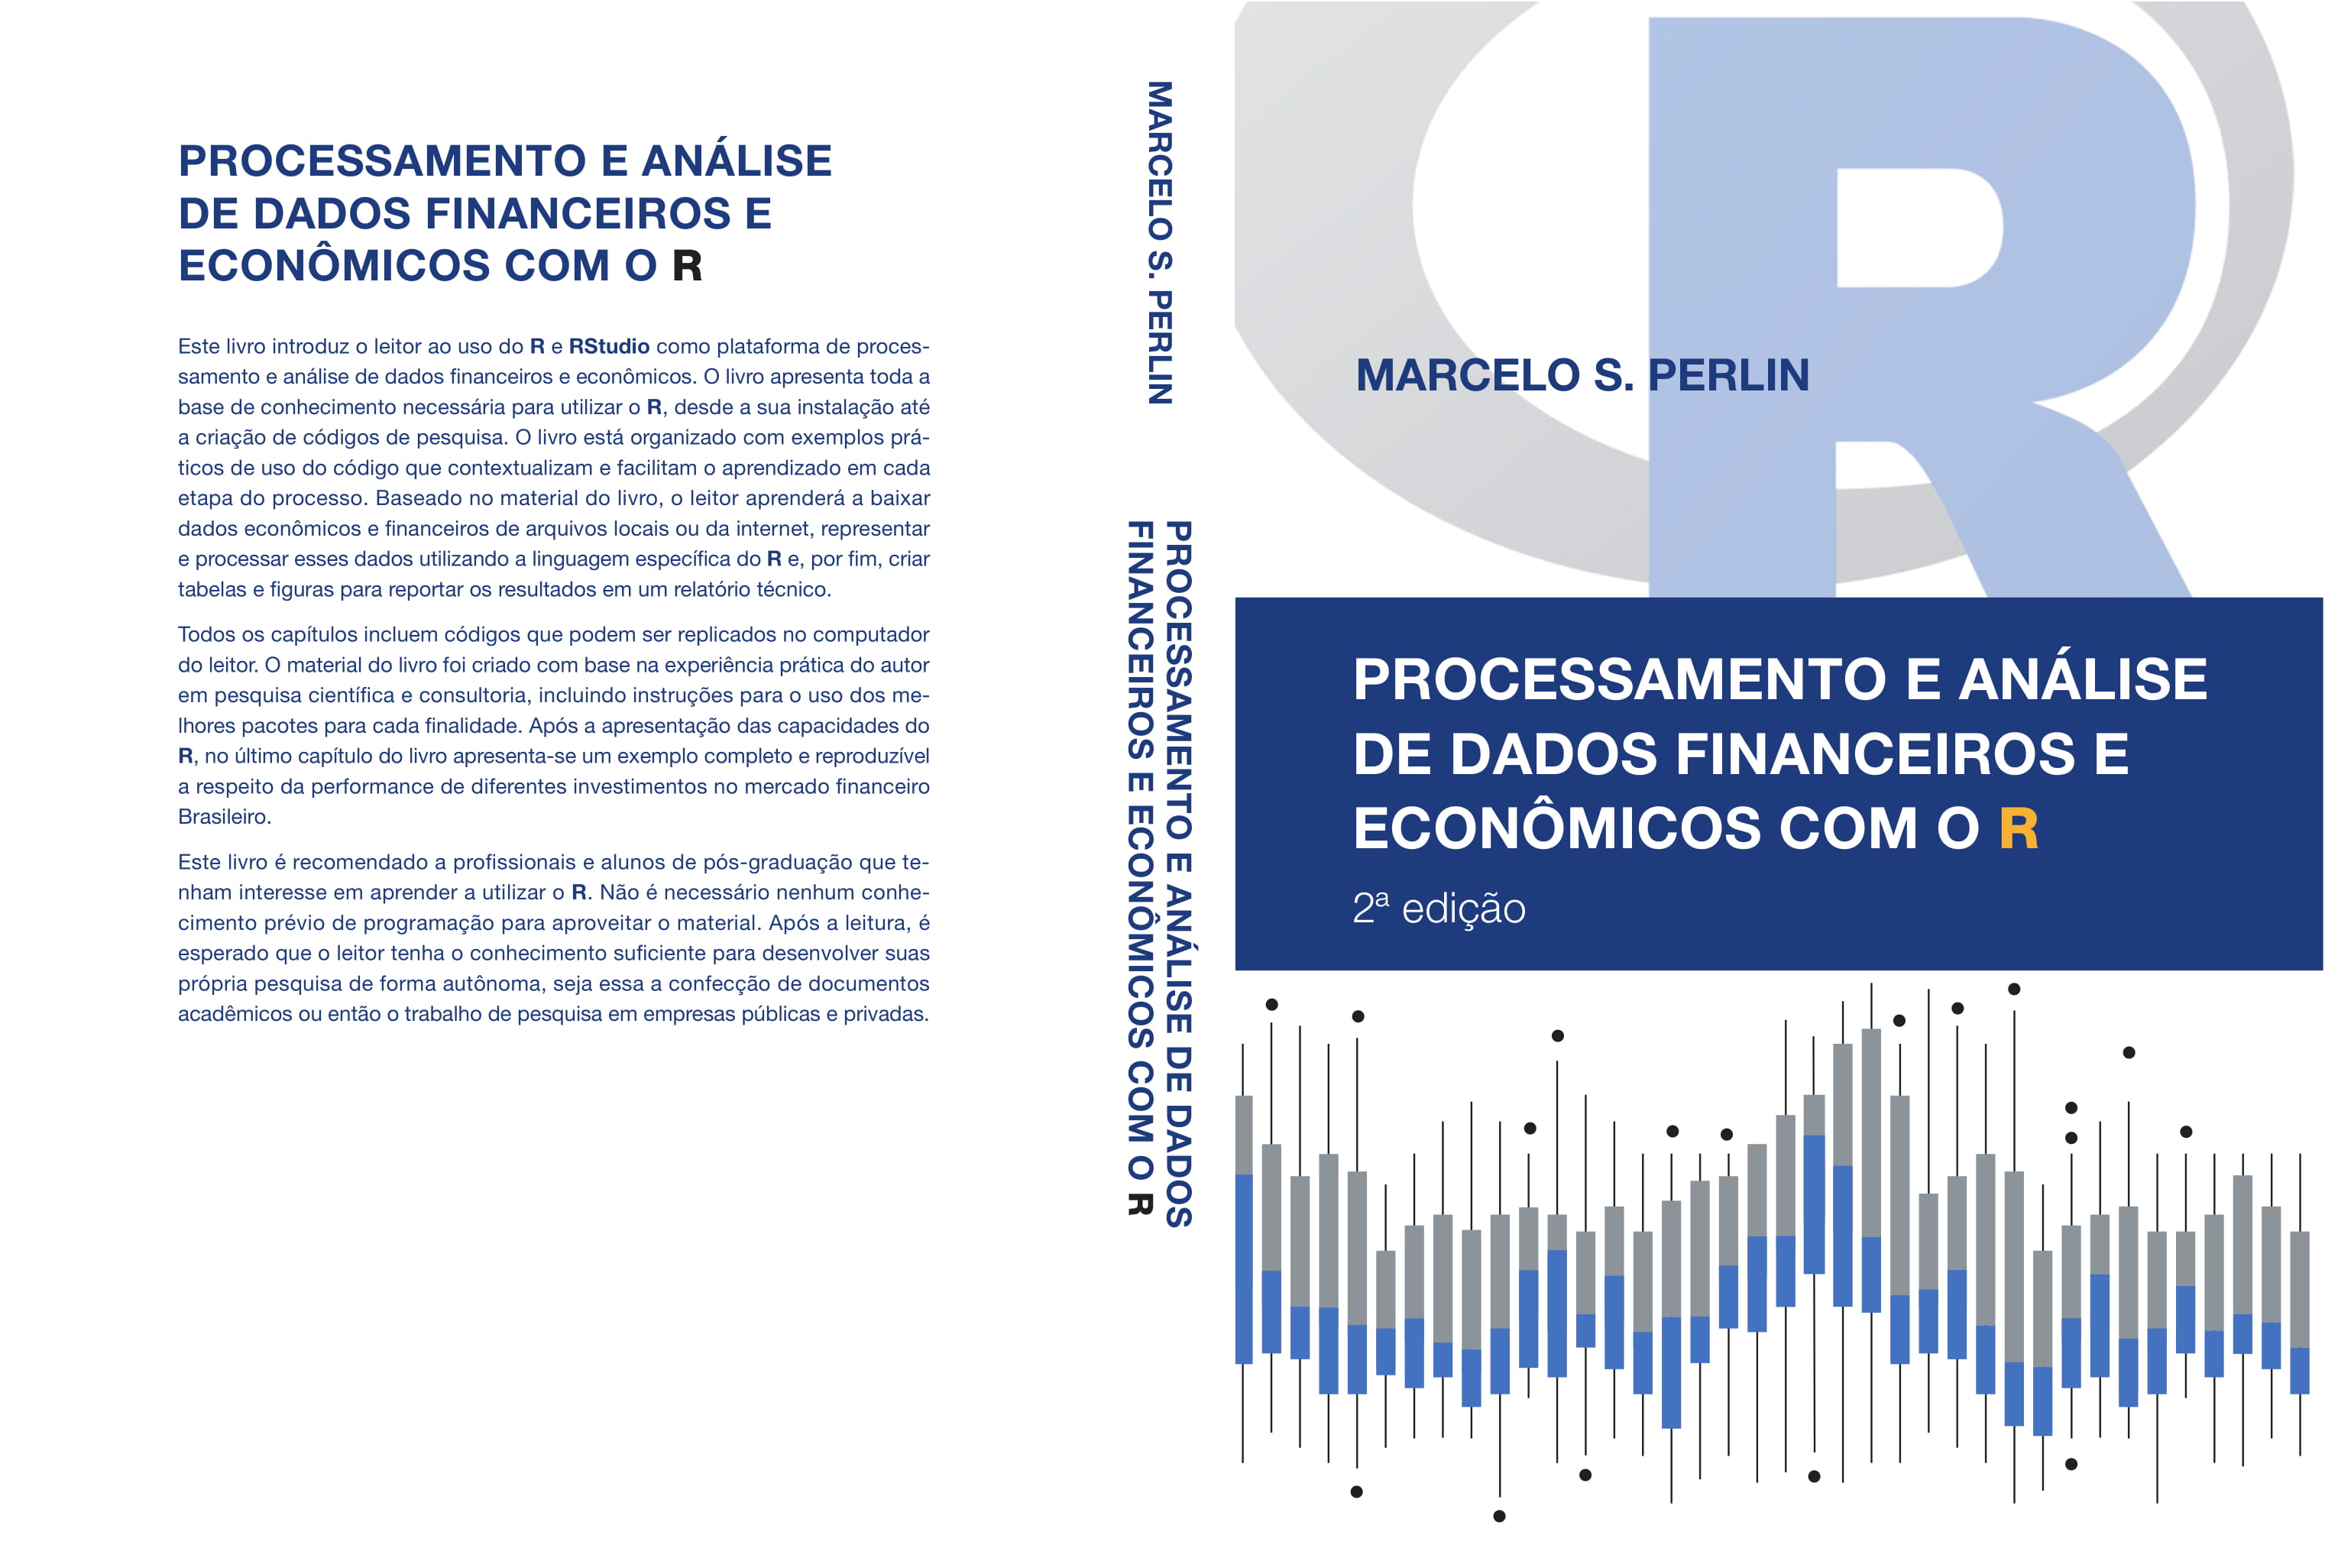 PROCESSAMENTO E ANÁLISE
DE DADOS FINANCEIROS E
ECONÔMICOS COM O R
Este livro introduz o leitor ao uso do R e RStudio como plataforma de proces-
samento e análise de dados financeiros e econômicos. O livro apresenta toda a
base de conhecimento necessária para utilizar o R, desde a sua instalação até
a criação de códigos de pesquisa. O livro está organizado com exemplos prá-
ticos de uso do código que contextualizam e facilitam o aprendizado em cada
etapa do processo. Baseado no material do livro, o leitor aprenderá a baixar
dados econômicos e financeiros de arquivos locais ou da internet, representar
e processar esses dados utilizando a linguagem específica do R e, por fim, criar
tabelas e figuras para reportar os resultados em um relatório técnico.
Todos os capítulos incluem códigos que podem ser replicados no computador
do leitor. O material do livro foi criado com base na experiência prática do autor
em pesquisa científica e consultoria, incluindo instruções para o uso dos me-
lhores pacotes para cada finalidade. Após a apresentação das capacidades do
R, no último capítulo do livro apresenta-se um exemplo completo e reproduzível
a respeito da performance de diferentes investimentos no mercado financeiro
Brasileiro.
Este livro é recomendado a profissionais e alunos de pós-graduação que te-
nham interesse em aprender a utilizar o R. Não é necessário nenhum conhe-
cimento prévio de programação para aproveitar o material. Após a leitura, é
esperado que o leitor tenha o conhecimento suficiente para desenvolver suas
própria pesquisa de forma autônoma, seja essa a confecção de documentos
acadêmicos ou então o trabalho de pesquisa em empresas públicas e privadas.
MARCELO S. PERLIN
PROCESSAMENTO E ANÁLISE DE DADOS
FINANCEIROS E ECONÔMICOS COM O R
R
MARCELO S. PERLIN
PROCESSAMENTO E ANÁLISE
DE DADOS FINANCEIROS E
ECONÔMICOS COM O R
2ª edição